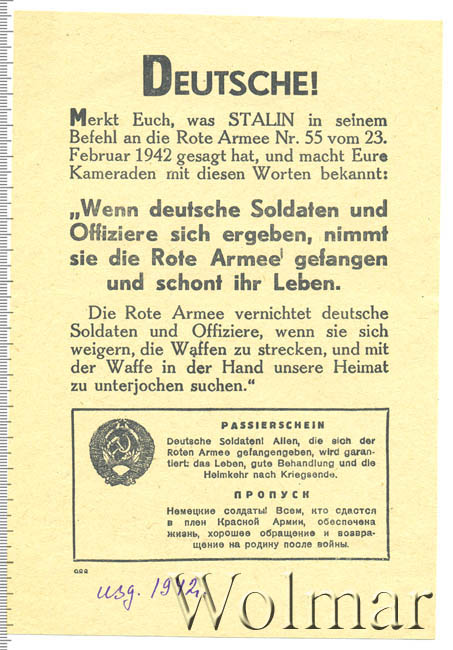 DEUTSCHE!
Merkt Euch, was STALIN in seinem
Befehl an die Rote Armee Nr. 55 vom 23.
Februar 1942 gesagt hat, und macht Eure
Kameraden mit diesen Worten bekannt:
„Wenn deutsche Soldaten und
Offiziere sich ergeben, nimmt
sie die Rote Armee gefangen
und schont ihr Leben.
Die Rote Armee vernichtet deutsche
Soldaten und Offiziere, wenn sie sich
weigern, die Waffen zu strecken, und mit
der Waffe in der Hand unsere Heimat
zu unterjochen suchen.“
PASSIERSCHEIN
Deutsche Soldaten! Allen, die sich der
Roten Armee gefangengeben, wird garan-
tiert: das Leben, gute Behandlung und die
Heimkehr nach Kriegsende.
ПРОПУСК
Немецкие солдаты! Всем, кто сдастся
в плен Красной Армии, обеспечена
жизнь, хорошее обращение и возвра-
щение на родину после войны.
изд. 1942г.
Wolmar